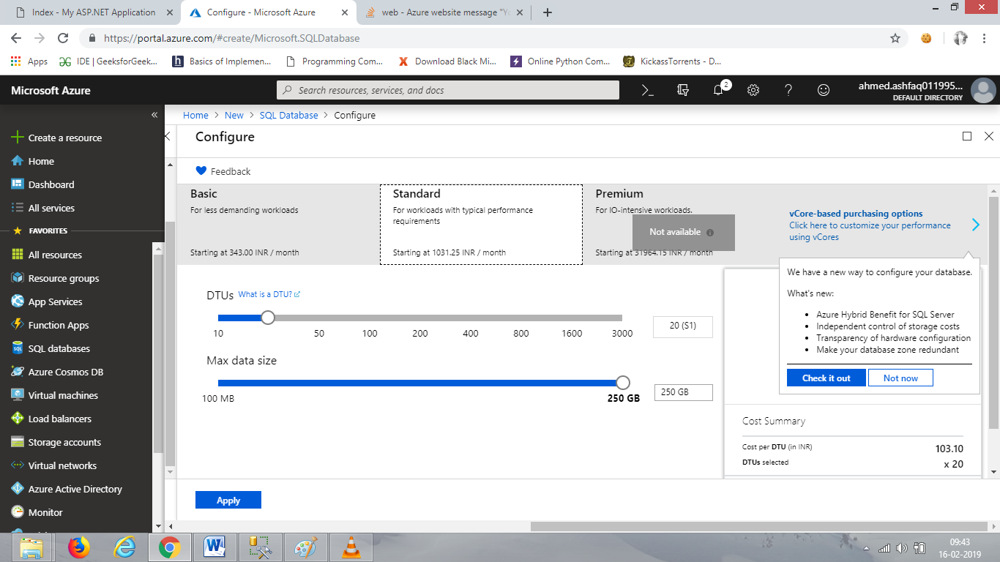 Index - My ASP.NET Application
Configure - Microsoft Azure
web - Azure website message "Yo
https://portal.azure.com/#create/Microsoft.SQLDatabase
Apps
IDE | GeeksforGeek...
Basics of Implemen...
Programming Com...
Download Black Mi...
Online Python Com...
KickassTorrents - D...
Microsoft Azure
Search resources, services, and docs
2
ahmed.ashfaq011995...
DEFAULT DIRECTORY
Create a resource
Home
Dashboard
All services
FAVORITES
All resources
Resource groups
App Services
Function Apps
SQL databases
Azure Cosmos DB
Virtual machines
Load balancers
Storage accounts
Virtual networks
Azure Active Directory
Monitor
Home > New > SQL Database > Configure
Configure
Feedback
Basic
For less demanding workloads
Starting at 343.00 INR / month
Standard
For workloads with typical performance
requirements
Starting at 1031.25 INR / month
Premium
For IO-intensive workloads.
Not available
Starting at 31964.15 INR / month
vCore-based purchasing options
Click here to customize your performance
using vCores
We have a new way to configure your database.
What's new:
• Azure Hybrid Benefit for SQL Server
• Independent control of storage costs
• Transparency of hardware configuration
• Make your database zone redundant
Check it out
Not now
DTUs What is a DTU?
10 50 100 200 400 800 1600 3000
20 (S1)
Max data size
100 MB
250 GB
250 GB
Cost Summary
Cost per DTU (in INR) 103.10
DTUs selected x 20
Apply
09:43
16-02-2019